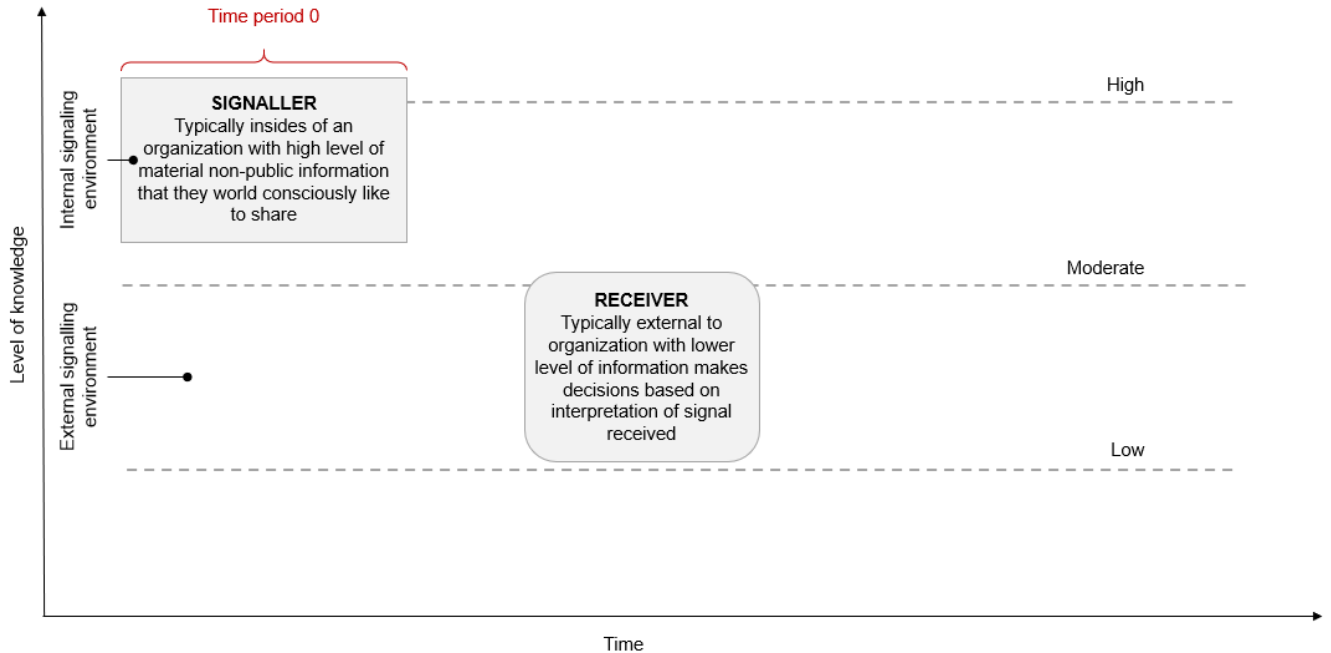 Time period 0
High
SIGNALLER
Typically insides of an
organization with high level of
material non-public information
that they world consciously like
to share
Internal signaling
environment
Moderate
Level of knowledge
RECEIVER
Typically external to
organization with lower
level of information makes
decisions based on
interpretation of signal
received
External signalling
environment
Low
Time